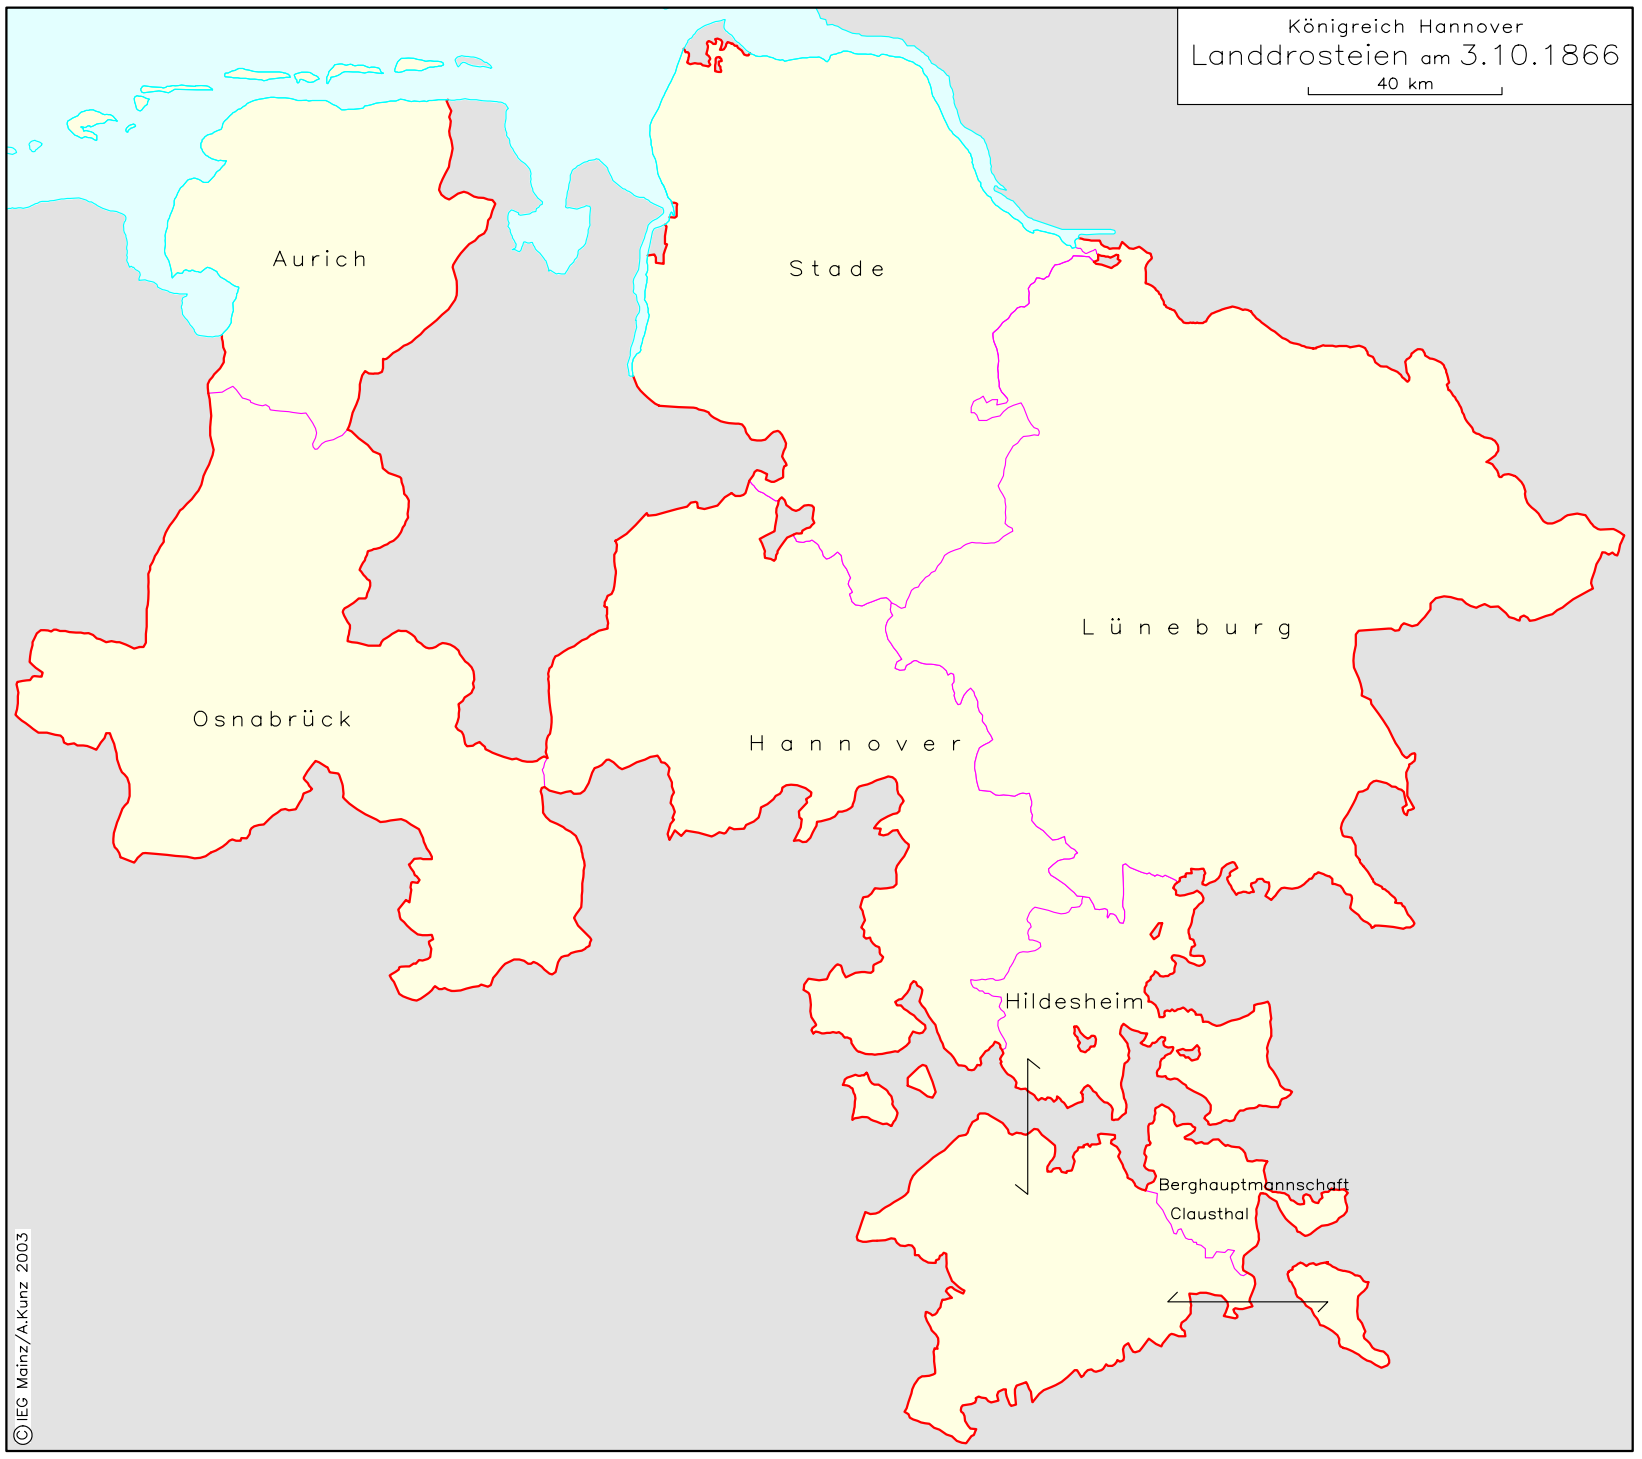 Königreich Hannover
Landdrosteien am 3.10.1866
40 km
Aurich
Stade
Lüneburg
Osnabrück
Hannover
Hildesheim
Berghauptmannschaft
Clausthal
©IEG Mainz/A.Kunz 2003